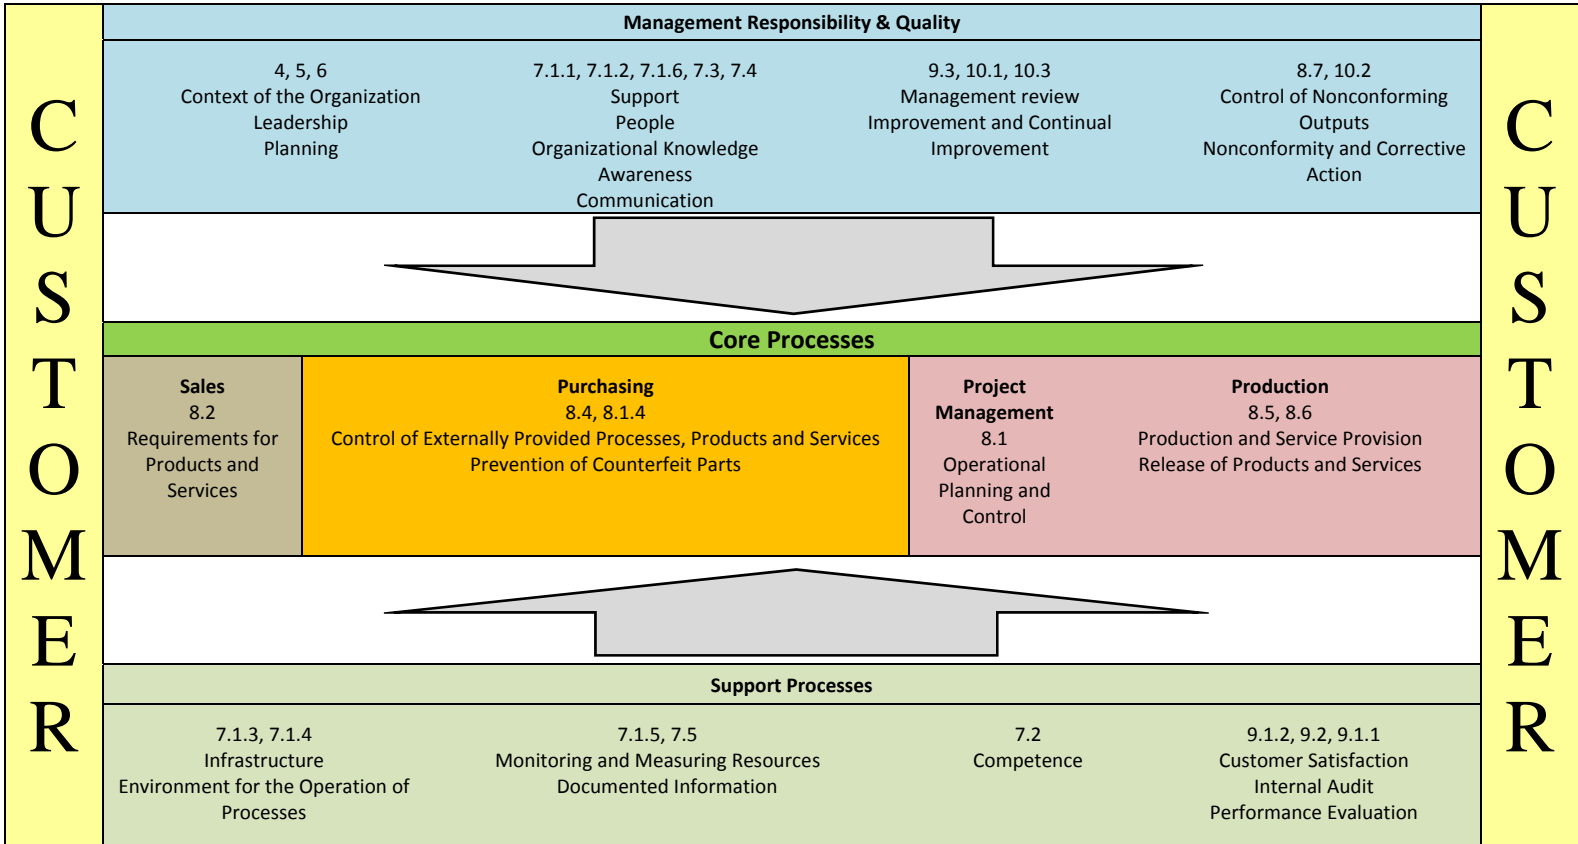 C
U
S
T
O
M
E
R
Management Responsibility & Quality
4, 5, 6
Context of the Organization
Leadership
Planning
7.1.1, 7.1.2, 7.1.6, 7.3, 7.4
Support
People
Organizational Knowledge
Awareness
Communication
9.3, 10.1, 10.3
Management review
Improvement and Continual
Improvement
8.7, 10.2
Control of Nonconforming
Outputs
Nonconformity and Corrective
Action
Core Processes
Sales
8.2
Requirements for
Products and
Services
Purchasing
8.4, 8.1.4
Control of Externally Provided Processes, Products and Services
Prevention of Counterfeit Parts
Project
Management
8.1
Operational
Planning and
Control
Production
8.5, 8.6
Production and Service Provision
Release of Products and Services
Support Processes
7.1.3, 7.1.4
Infrastructure
Environment for the Operation of
Processes
7.1.5, 7.5
Monitoring and Measuring Resources
Documented Information
7.2
Competence
9.1.2, 9.2, 9.1.1
Customer Satisfaction
Internal Audit
Performance Evaluation
C
U
S
T
O
M
E
R